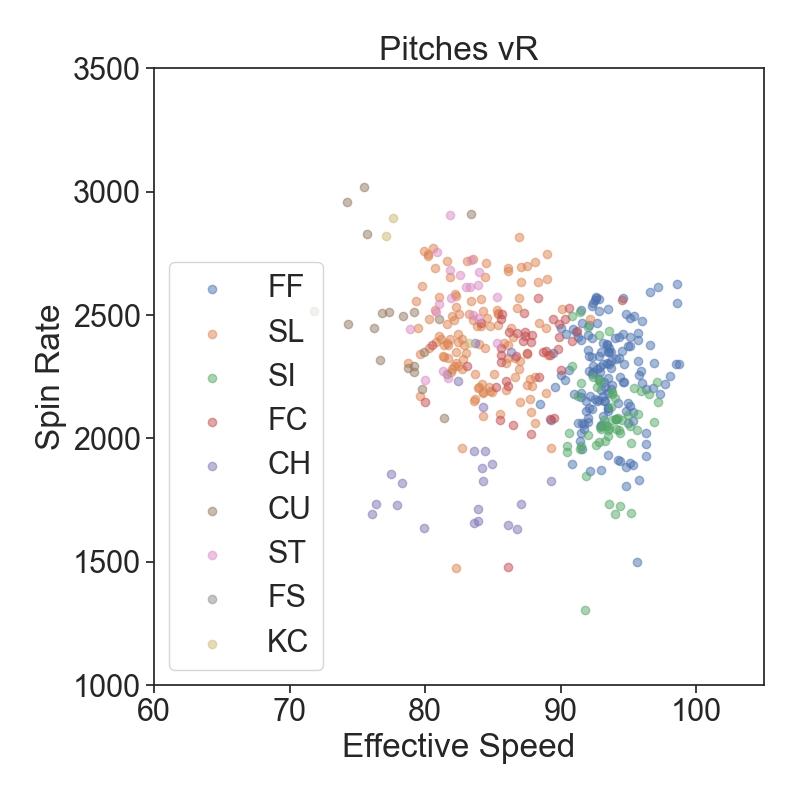 Pitches vR
3500
3000
2500
2000
1500
1000
Spin Rate
FF
SL
SI
FC
CH
CU
ST
FS
KC
60 70 80 90 100
Effective Speed